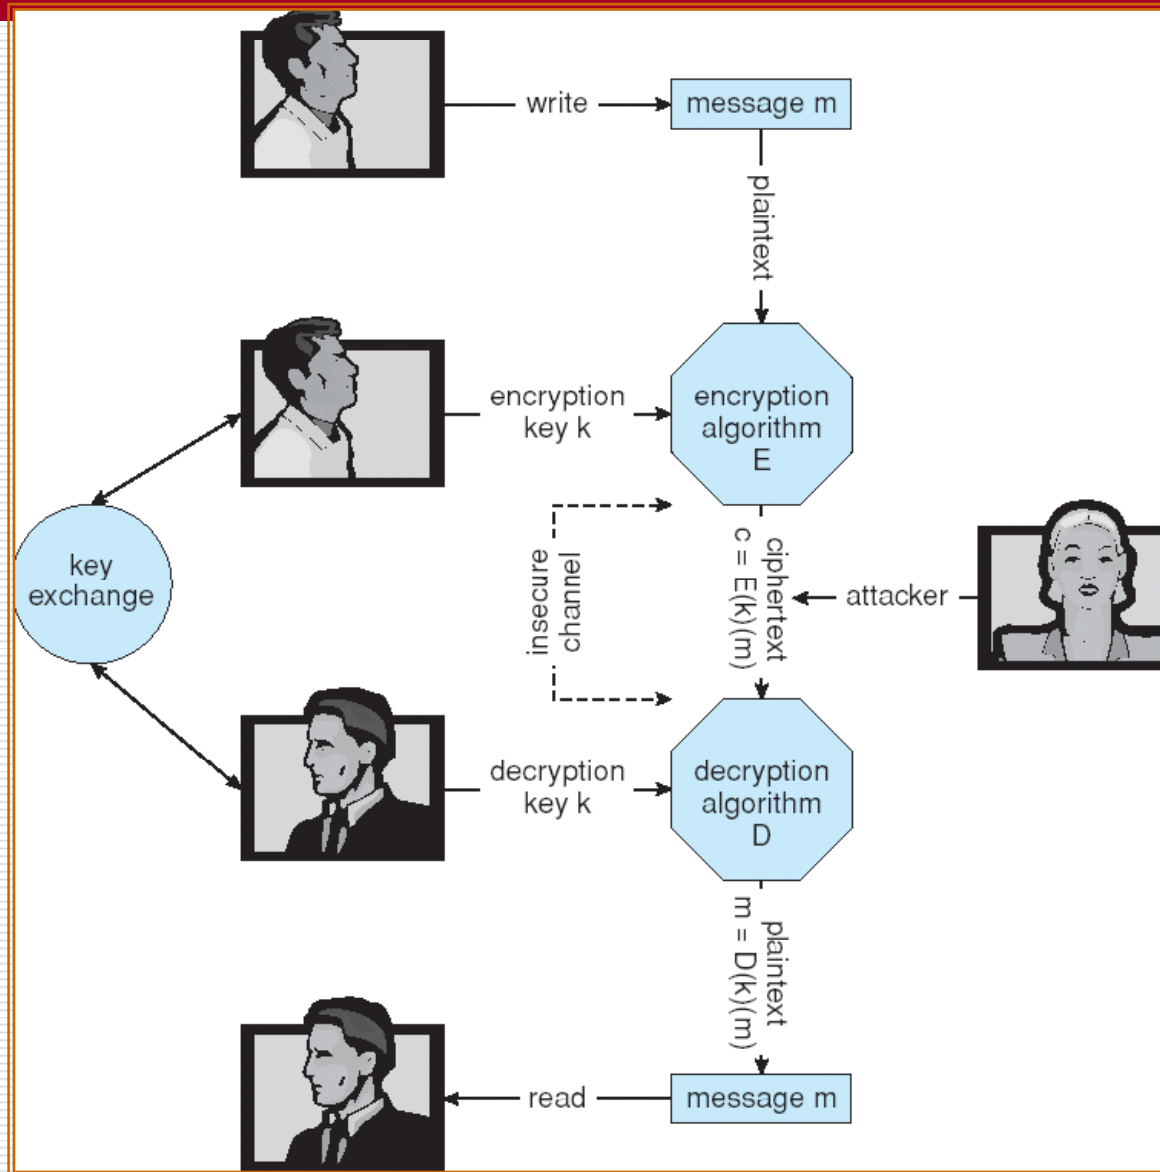 write
message m
plaintext
encryption
key k
encryption
algorithm
E
key
exchange
insecure
channel
ciphertext
c = E(k)(m)
attacker
decryption
key k
decryption
algorithm
D
plaintext
m = D(k)(m)
read
message m